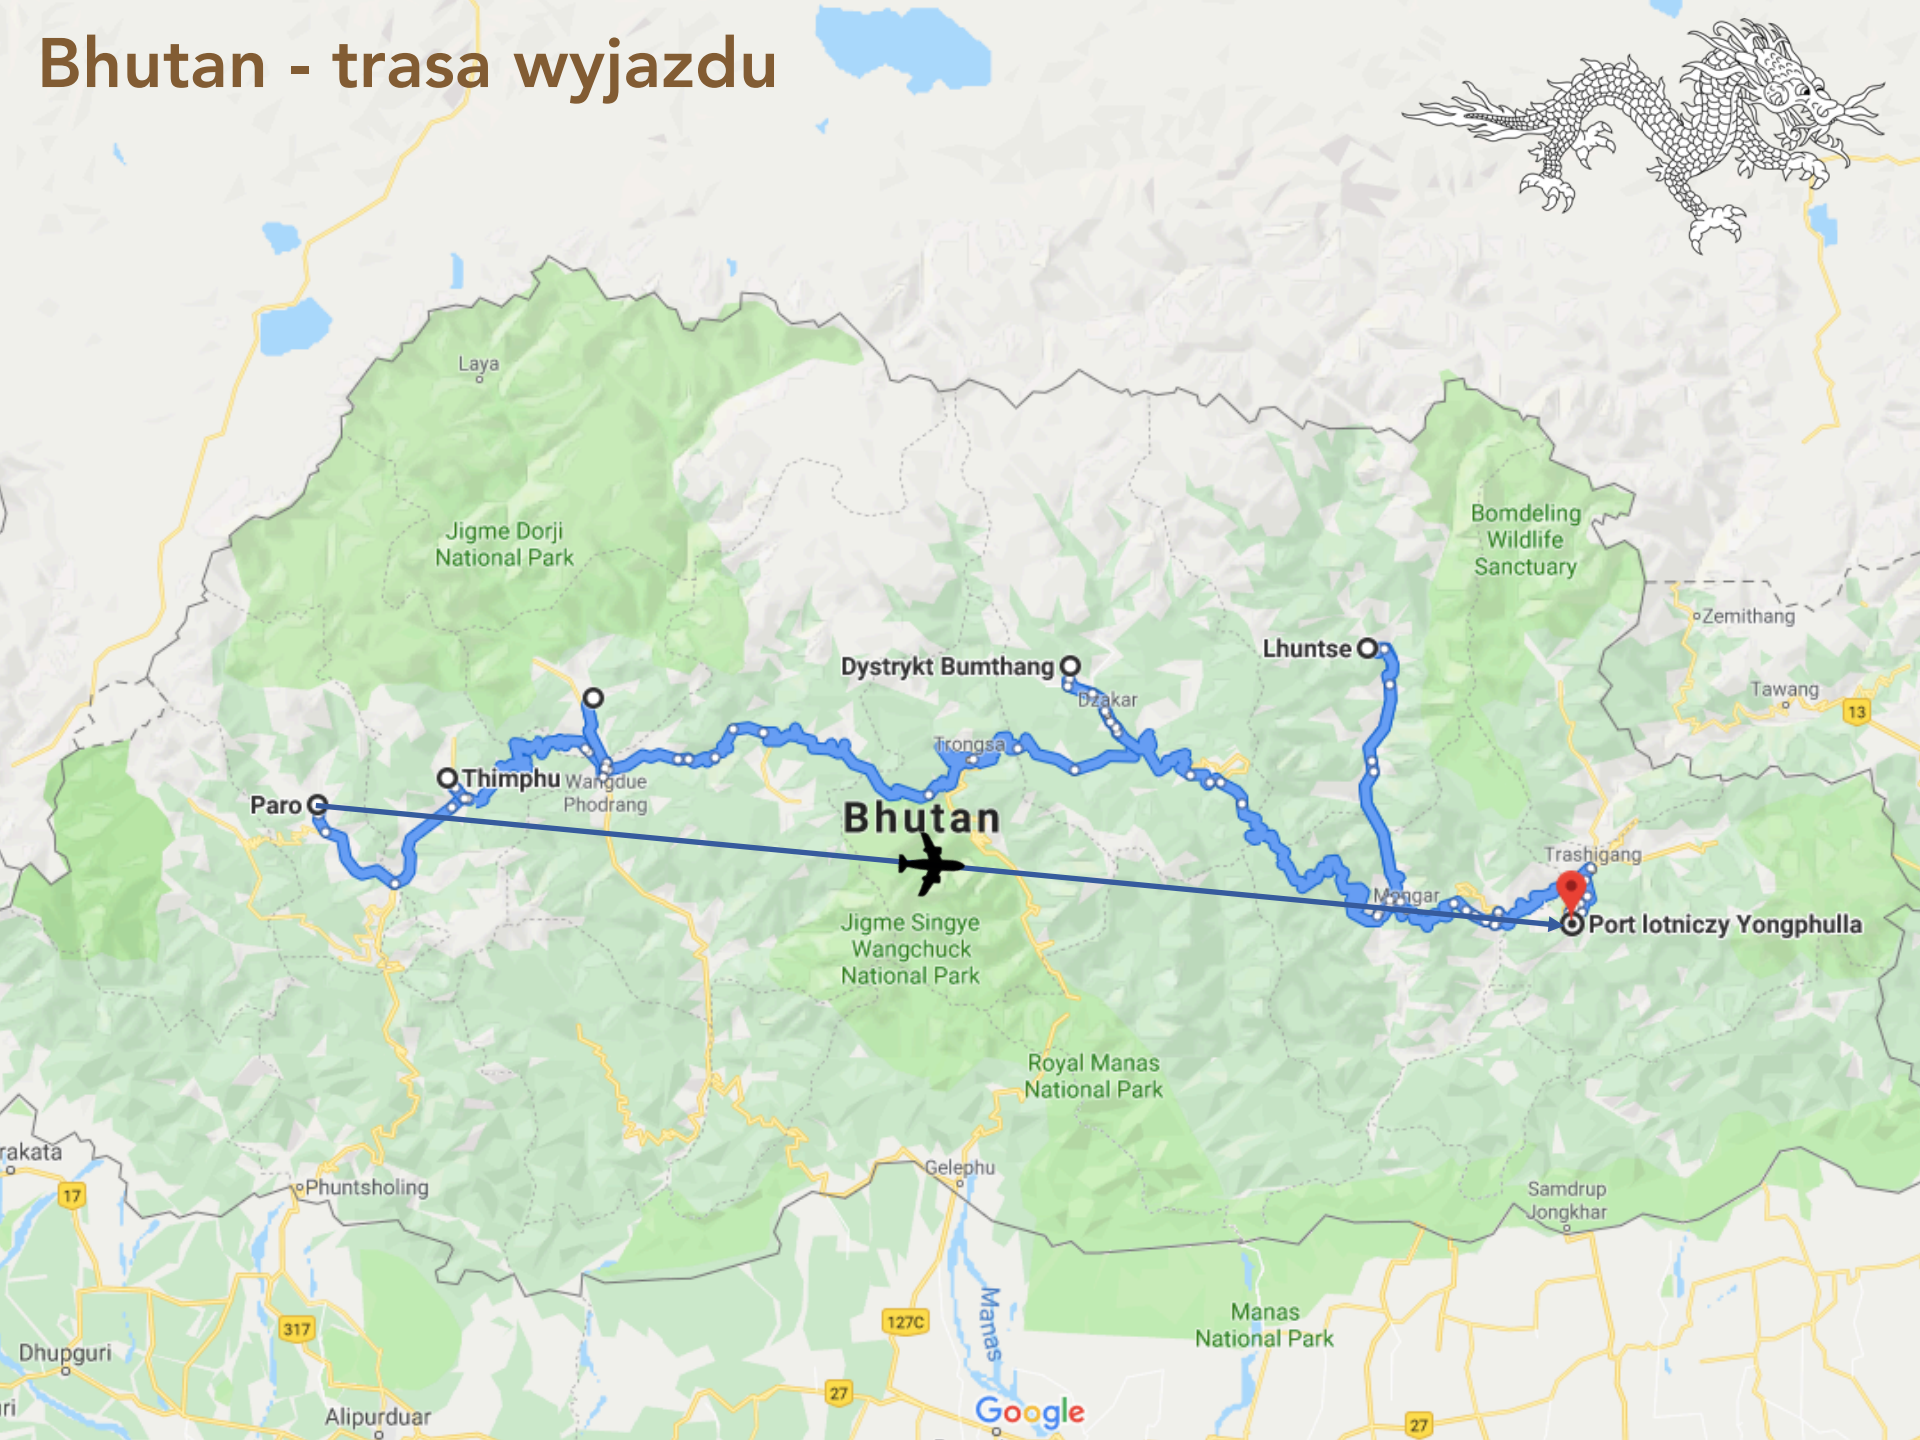 Bhutan - trasa wyjazdu
Laya
Jigme Dorji
National Park
Bomdeling
Wildlife
Sanctuary
Zemithang
Lhuntse
Dystrykt Bumthang
Dzakar
Tawang
13
Trongsa
Thimphu
Wangdue
Phodrang
Paro
Bhutan
Trashigang
Mongar
Port lotniczy Yongphulla
Jigme Singye
Wangchuck
National Park
Royal Manas
National Park
rakata
Gelephu
Phuntsholing
17
Samdrup
Jongkhar
Manas
127C
317
Manas
National Park
Dhupguri
27
uri
Alipurduar
Google
27